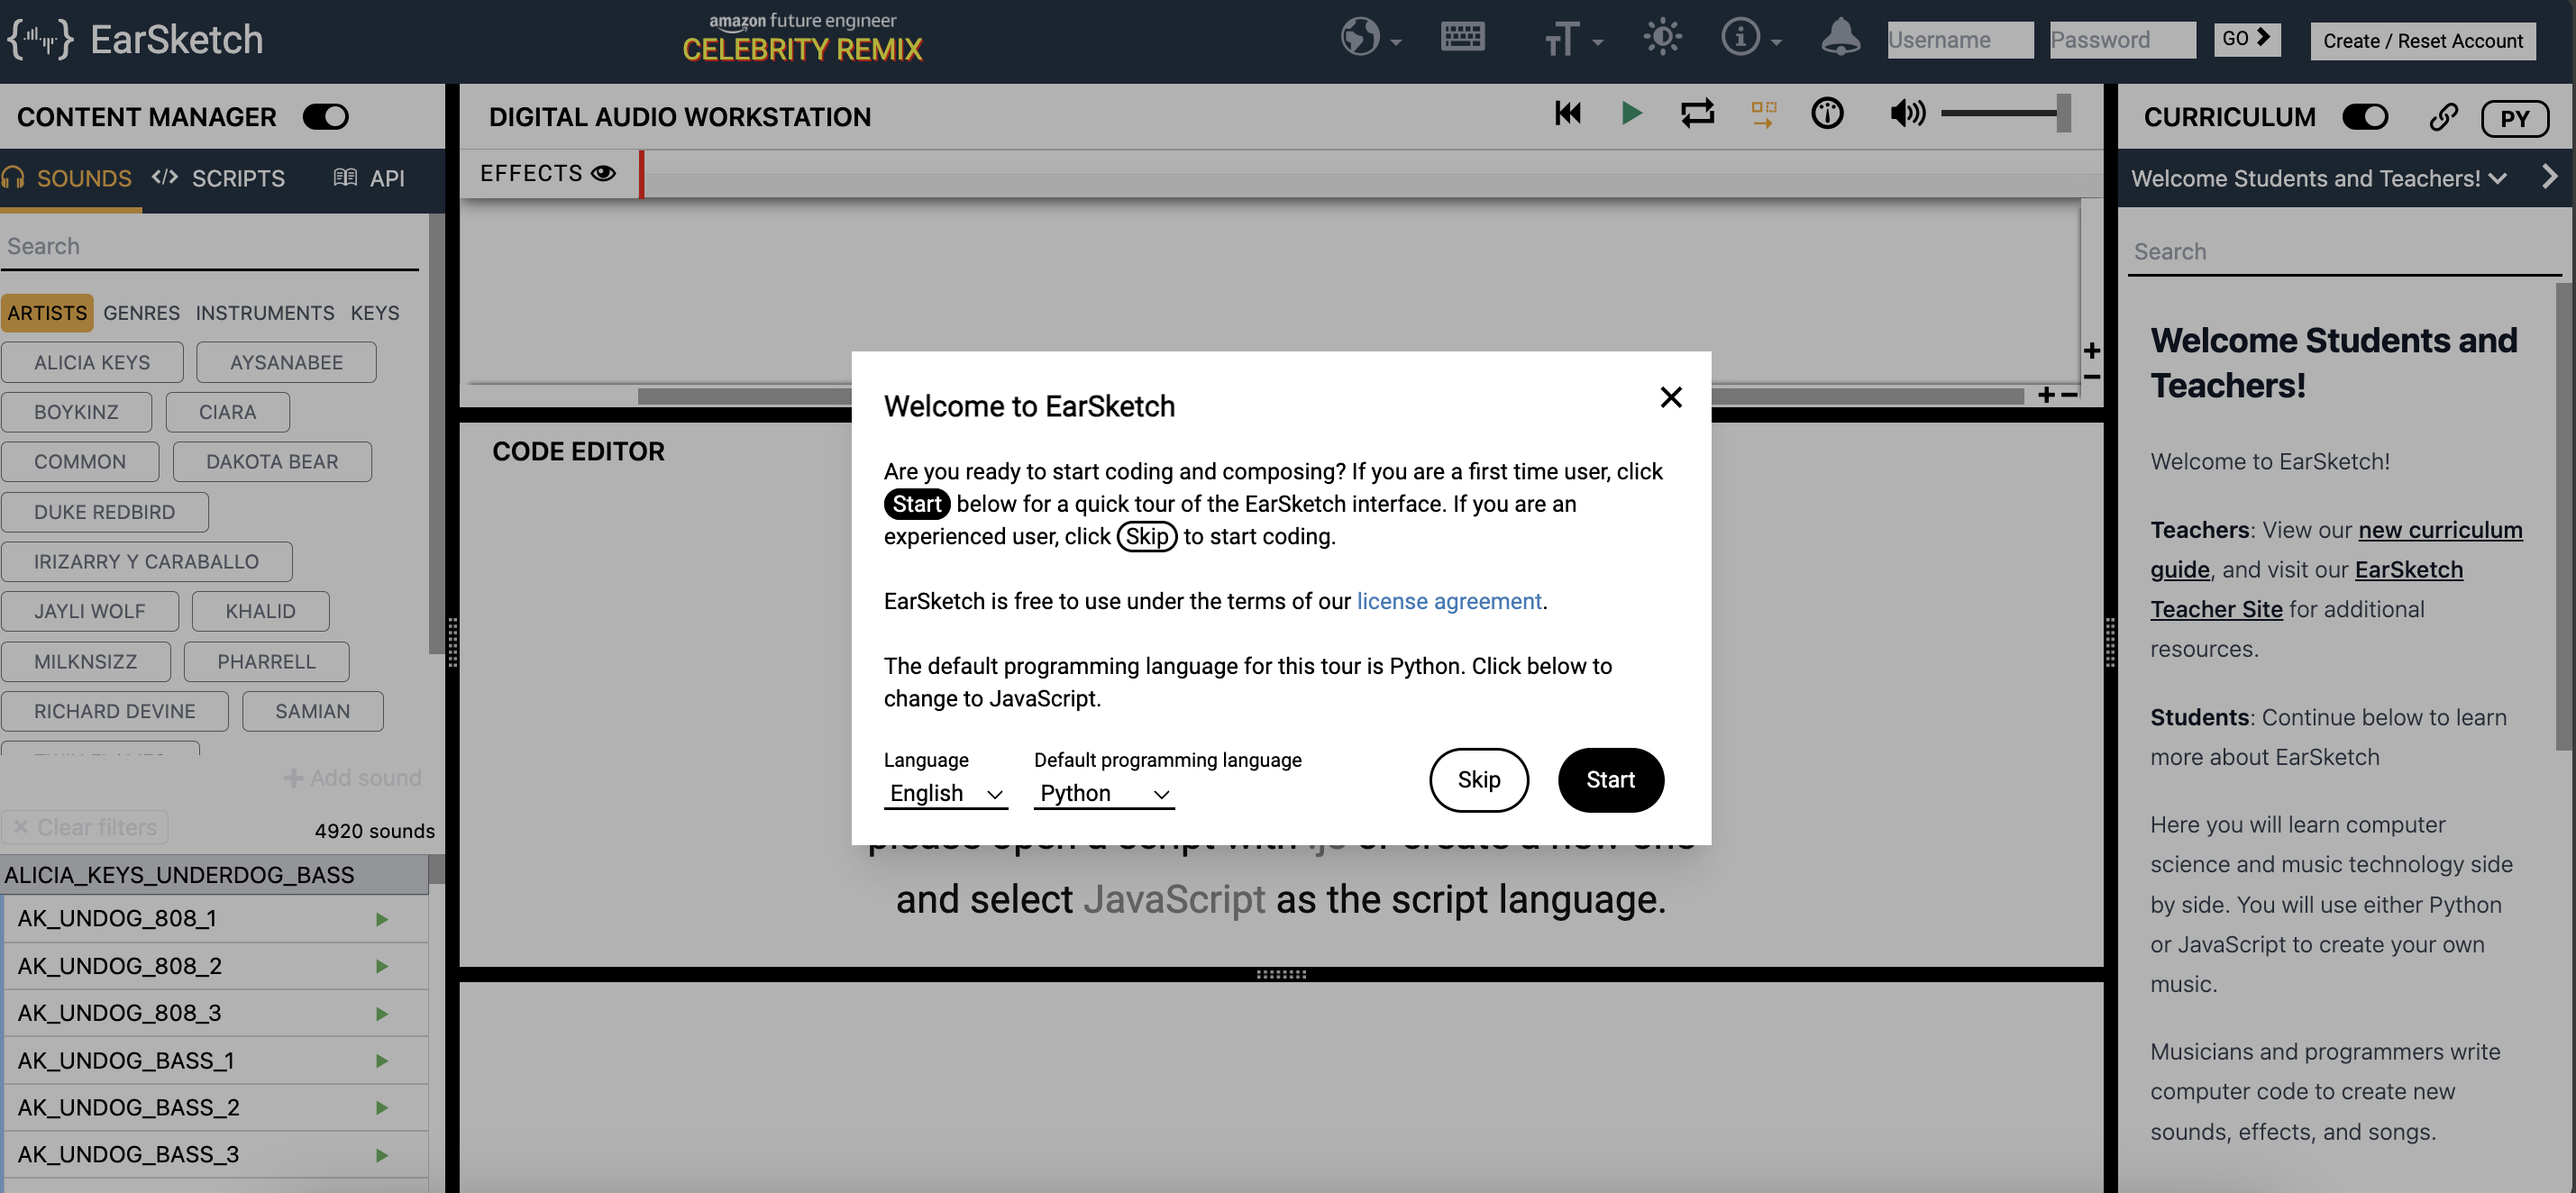 EarSketch
amazon future engineer
CELEBRITY REMIX
TT
Username
Password
GO
Create / Reset Account
CONTENT MANAGER
SOUNDS
</> SCRIPTS
API
Search
ARTISTS GENRES INSTRUMENTS KEYS
ALICIA KEYS AYSANABEE
BOYKINZ CIARA
COMMON DAKOTA BEAR
DUKE REDBIRD
IRIZARRY Y CARABALLO
JAYLI WOLF KHALID
MILKNSIZZ PHARRELL
RICHARD DEVINE SAMIAN
+ Add sound
× Clear filters
4920 sounds
ALICIA_KEYS_UNDERDOG_BASS
AK_UNDOG_808_1
AK_UNDOG_808_2
AK_UNDOG_808_3
AK_UNDOG_BASS_1
AK_UNDOG_BASS_2
AK_UNDOG_BASS_3
DIGITAL AUDIO WORKSTATION
EFFECTS
CODE EDITOR
Welcome to EarSketch
Are you ready to start coding and composing? If you are a first time user, click
Start below for a quick tour of the EarSketch interface. If you are an
experienced user, click Skip to start coding.
EarSketch is free to use under the terms of our license agreement.
The default programming language for this tour is Python. Click below to
change to JavaScript.
Language
Default programming language
English
Python
Skip
Start
please open a script with .js or create a new one
and select JavaScript as the script language.
CURRICULUM
PY
Welcome Students and Teachers!
Search
Welcome Students and
Teachers!
Welcome to EarSketch!
Teachers: View our new curriculum
guide, and visit our EarSketch
Teacher Site for additional
resources.
Students: Continue below to learn
more about EarSketch
Here you will learn computer
science and music technology side
by side. You will use either Python
or JavaScript to create your own
music.
Musicians and programmers write
computer code to create new
sounds, effects, and songs.